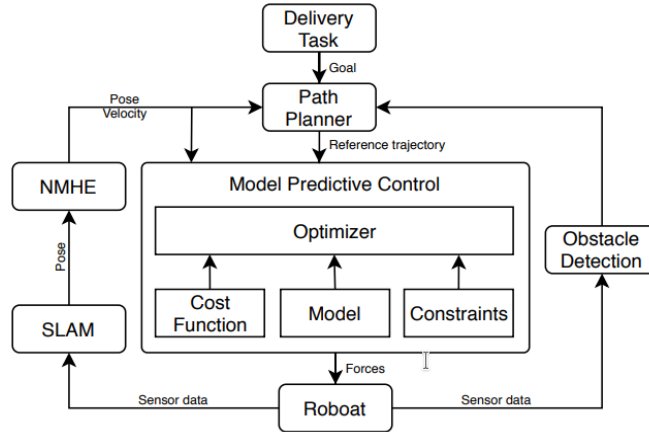 Delivery
Task
Goal
Pose
Velocity
Path
Planner
Reference trajectory
NMHE
Model Predictive Control
Optimizer
Obstacle
Detection
Pose
Cost
Function
Model
Constraints
SLAM
Forces
Sensor data
Roboat
Sensor data